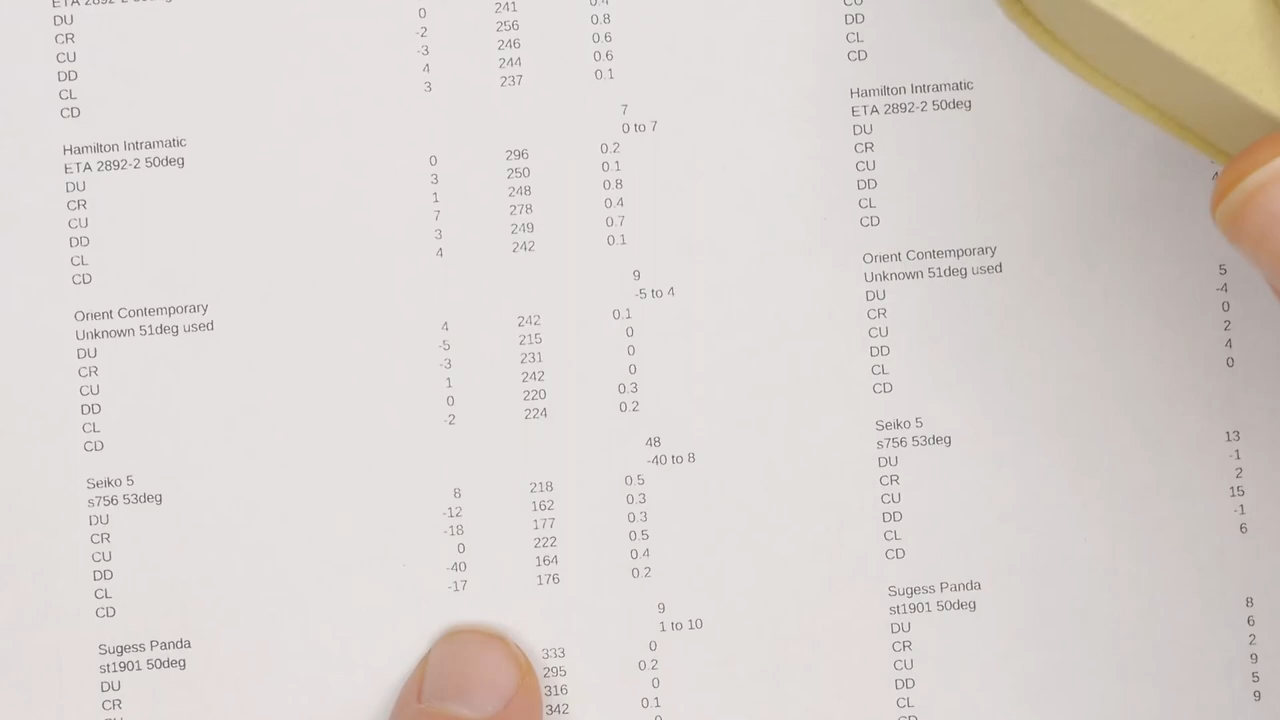 DU
CR 0 241
CU -2 256 0.8
DD -3 246 0.6 DD
CL 4 244 0.6 CL
CD 3 237 0.1 CD
Hamilton Intramatic 7 Hamilton Intramatic
ETA 2892-2 50deg 0 to 7 ETA 2892-2 50deg
DU 0 296 0.2 DU
CR 3 250 0.1 CR
CU 1 248 0.8 CU
DD 7 278 0.4 DD
CL 3 249 0.7 CL
CD 4 242 0.1 CD
Orient Contemporary 9 Orient Contemporary
Unknown 51deg used -5 to 4 Unknown 51deg used
DU 4 242 0.1 DU 5
CR -5 215 0 CR -4
CU -3 231 0 CU 0
DD 1 242 0 DD 2
CL 0 220 0.3 CL 4
CD -2 224 0.2 CD 0
Seiko 5 48 Seiko 5
s756 53deg -40 to 8 s756 53deg
DU 8 218 0.5 DU 13
CR -12 162 0.3 CR -1
CU -18 177 0.3 CU 2
DD 0 222 0.5 DD 15
CL -40 164 0.4 CL -1
CD -17 176 0.2 CD 6
Sugess Panda 9 Sugess Panda
st1901 50deg 1 to 10 st1901 50deg
DU 333 0 DU 8
CR 295 0.2 CR 6
316 0 CU 2
342 0.1 DD 9
CL 5
9